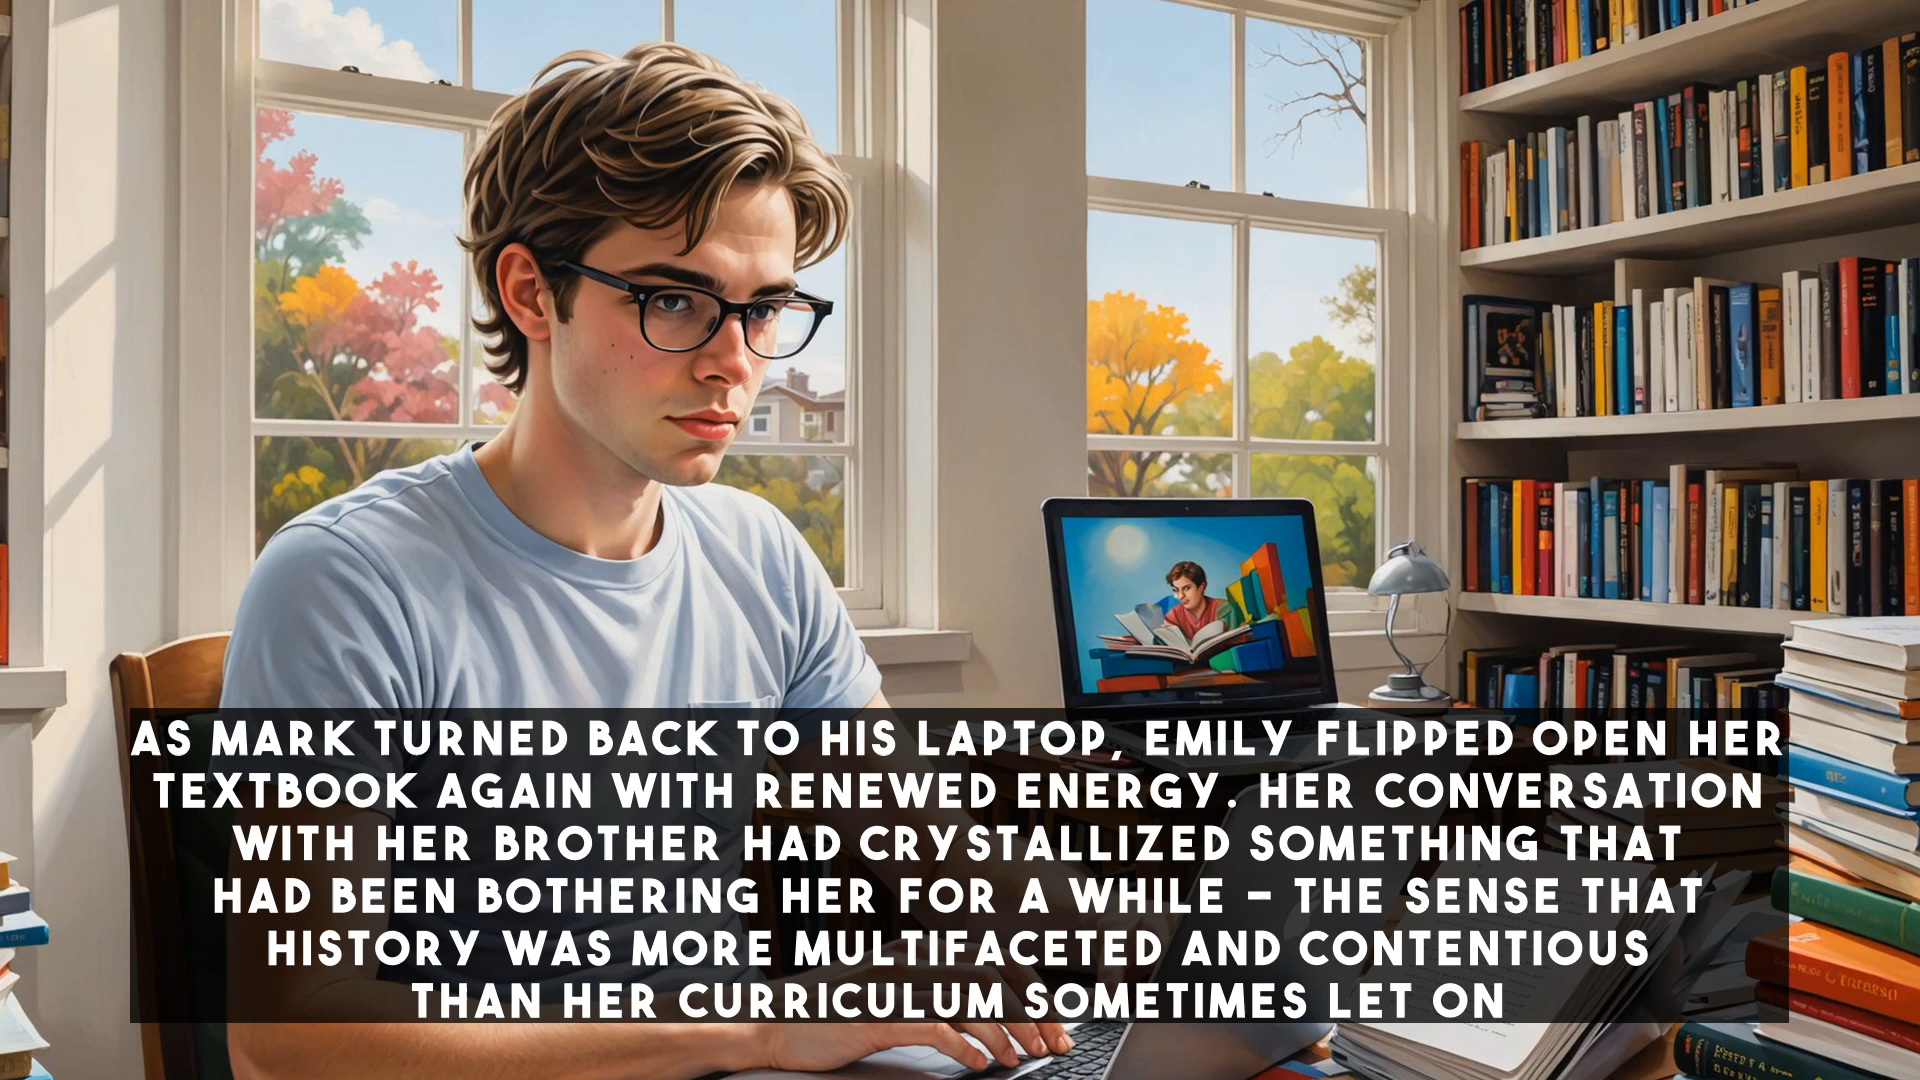 AS MARK TURNED BACK TO HIS LAPTOP, EMILY FLIPPED OPEN HER
TEXTBOOK AGAIN WITH RENEWED ENERGY. HER CONVERSATION
WITH HER BROTHER HAD CRYSTALLIZED SOMETHING THAT
HAD BEEN BOTHERING HER FOR A WHILE – THE SENSE THAT
HISTORY WAS MORE MULTIFACETED AND CONTENTIOUS
THAN HER CURRICULUM SOMETIMES LET ON